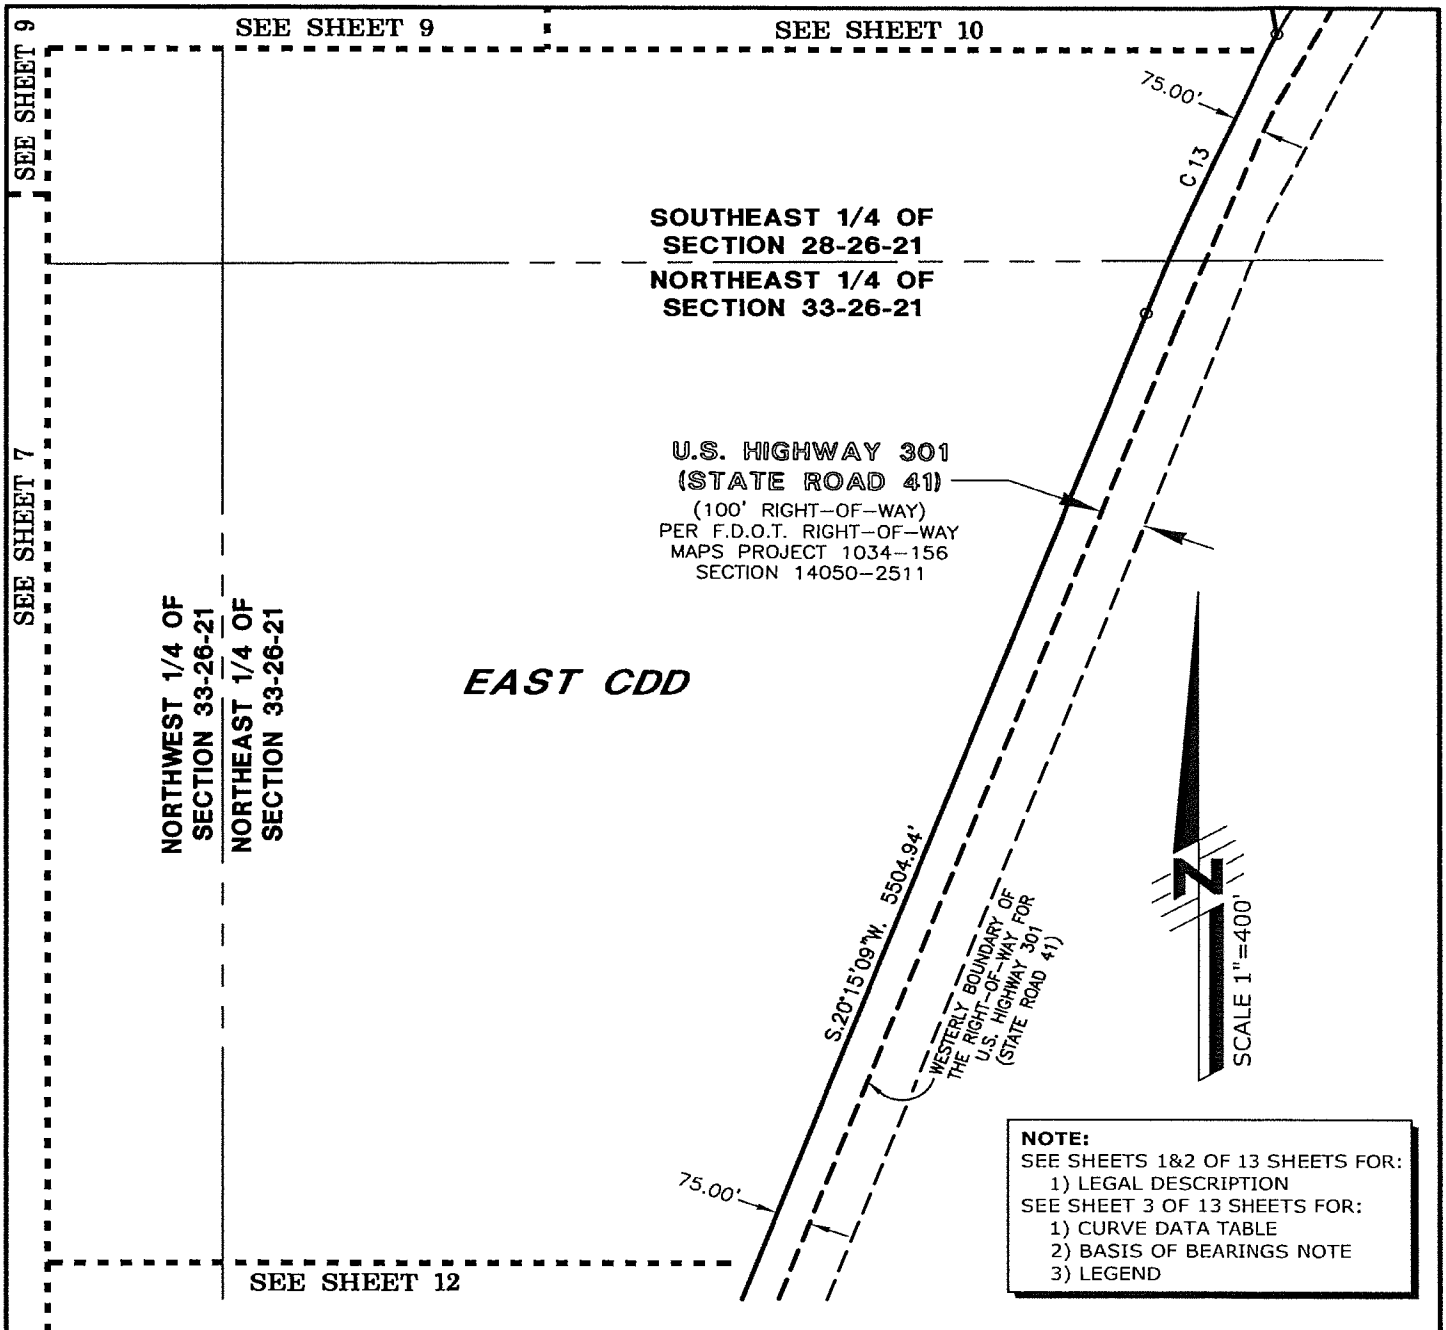 SEE SHEET 9
SEE SHEET 10
SEE SHEET 9
75.00'
C 13
SOUTHEAST 1/4 OF
SECTION 28-26-21
NORTHEAST 1/4 OF
SECTION 33-26-21
SEE SHEET 7
U.S. HIGHWAY 301
(STATE ROAD 41)
(100' RIGHT-OF-WAY)
PER F.D.O.T. RIGHT-OF-WAY
MAPS PROJECT 1034-156
SECTION 14050-2511
NORTHWEST 1/4 OF
SECTION 33-26-21
NORTHEAST 1/4 OF
SECTION 33-26-21
EAST CDD
S.20°15'09"W. 5504.94'
WESTERLY BOUNDARY OF
THE RIGHT-OF-WAY FOR
U.S. HIGHWAY 301
(STATE ROAD 41)
N
SCALE 1"=400'
75.00'
NOTE:
SEE SHEETS 1&2 OF 13 SHEETS FOR:
1) LEGAL DESCRIPTION
SEE SHEET 3 OF 13 SHEETS FOR:
1) CURVE DATA TABLE
2) BASIS OF BEARINGS NOTE
3) LEGEND
SEE SHEET 12